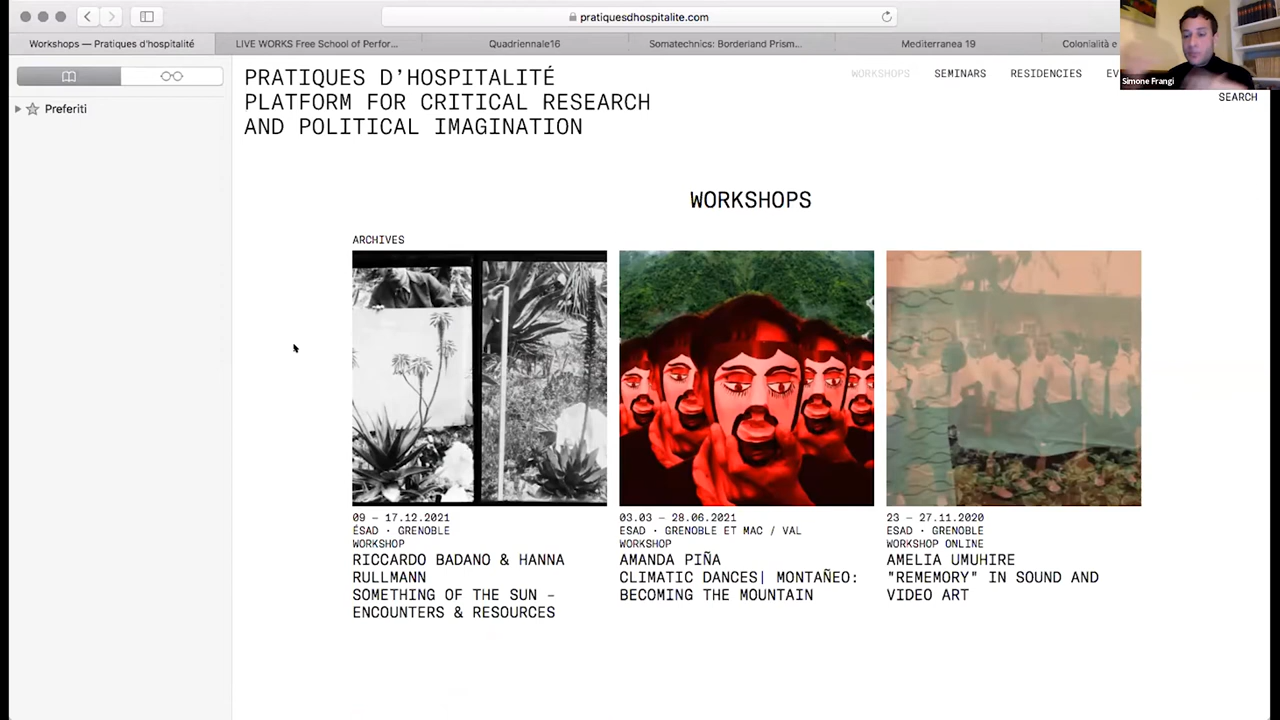 pratiquesdhospitalite.com
Workshops — Pratiques d'hospitalité
LIVE WORKS Free School of Perfor...
Quadriennale16
Somatechnics: Borderland Prism...
Mediterranea 19
Colonialità e
Simone Frangi
Preferiti
PRATIQUES D'HOSPITALITÉ
PLATFORM FOR CRITICAL RESEARCH
AND POLITICAL IMAGINATION
WORKSHOPS
SEMINARS
RESIDENCIES
EV
SEARCH
WORKSHOPS
ARCHIVES
09 – 17.12.2021
ÉSAD · GRENOBLE
WORKSHOP
RICCARDO BADANO & HANNA
RULLMANN
SOMETHING OF THE SUN –
ENCOUNTERS & RESOURCES
03.03 – 28.06.2021
ÉSAD · GRENOBLE ET MAC / VAL
WORKSHOP
AMANDA PIÑA
CLIMATIC DANCES| MONTAÑEO:
BECOMING THE MOUNTAIN
23 – 27.11.2020
ÉSAD · GRENOBLE
WORKSHOP ONLINE
AMELIA UMUHIRE
"REMEMORY" IN SOUND AND
VIDEO ART